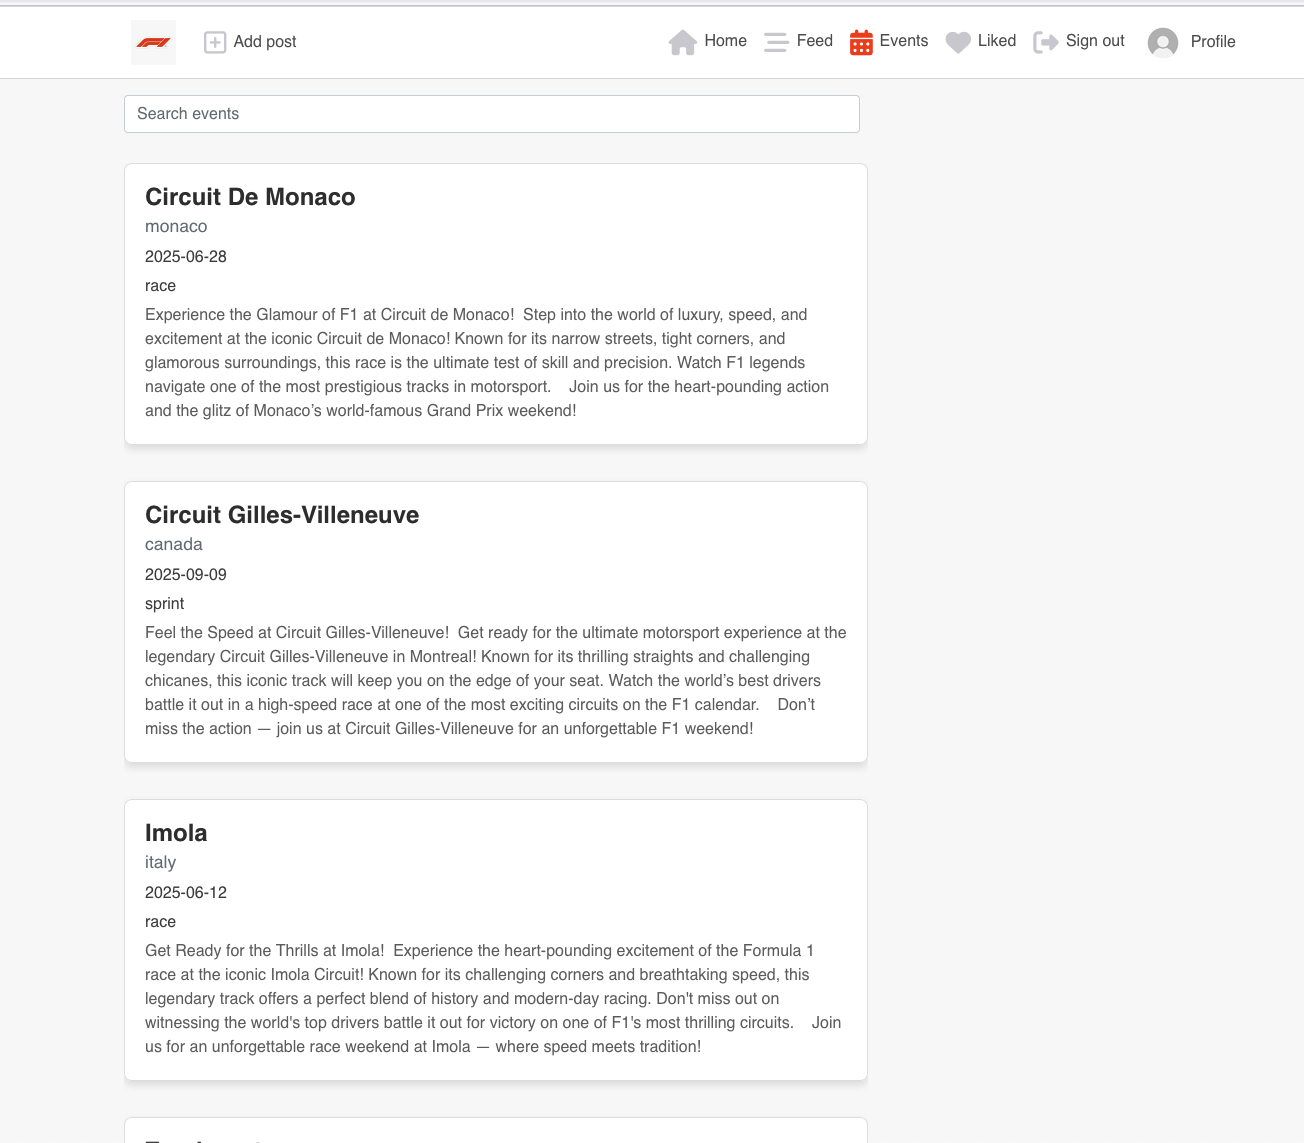 Add post
Home
Feed
Events
Liked
Sign out
Profile
Search events
Circuit De Monaco
monaco
2025-06-28
race
Experience the Glamour of F1 at Circuit de Monaco!  Step into the world of luxury, speed, and
excitement at the iconic Circuit de Monaco! Known for its narrow streets, tight corners, and
glamorous surroundings, this race is the ultimate test of skill and precision. Watch F1 legends
navigate one of the most prestigious tracks in motorsport.    Join us for the heart-pounding action
and the glitz of Monaco’s world-famous Grand Prix weekend!
Circuit Gilles-Villeneuve
canada
2025-09-09
sprint
Feel the Speed at Circuit Gilles-Villeneuve!  Get ready for the ultimate motorsport experience at the
legendary Circuit Gilles-Villeneuve in Montreal! Known for its thrilling straights and challenging
chicanes, this iconic track will keep you on the edge of your seat. Watch the world’s best drivers
battle it out in a high-speed race at one of the most exciting circuits on the F1 calendar.    Don’t
miss the action — join us at Circuit Gilles-Villeneuve for an unforgettable F1 weekend!
Imola
italy
2025-06-12
race
Get Ready for the Thrills at Imola!  Experience the heart-pounding excitement of the Formula 1
race at the iconic Imola Circuit! Known for its challenging corners and breathtaking speed, this
legendary track offers a perfect blend of history and modern-day racing. Don't miss out on
witnessing the world's top drivers battle it out for victory on one of F1's most thrilling circuits.    Join
us for an unforgettable race weekend at Imola — where speed meets tradition!